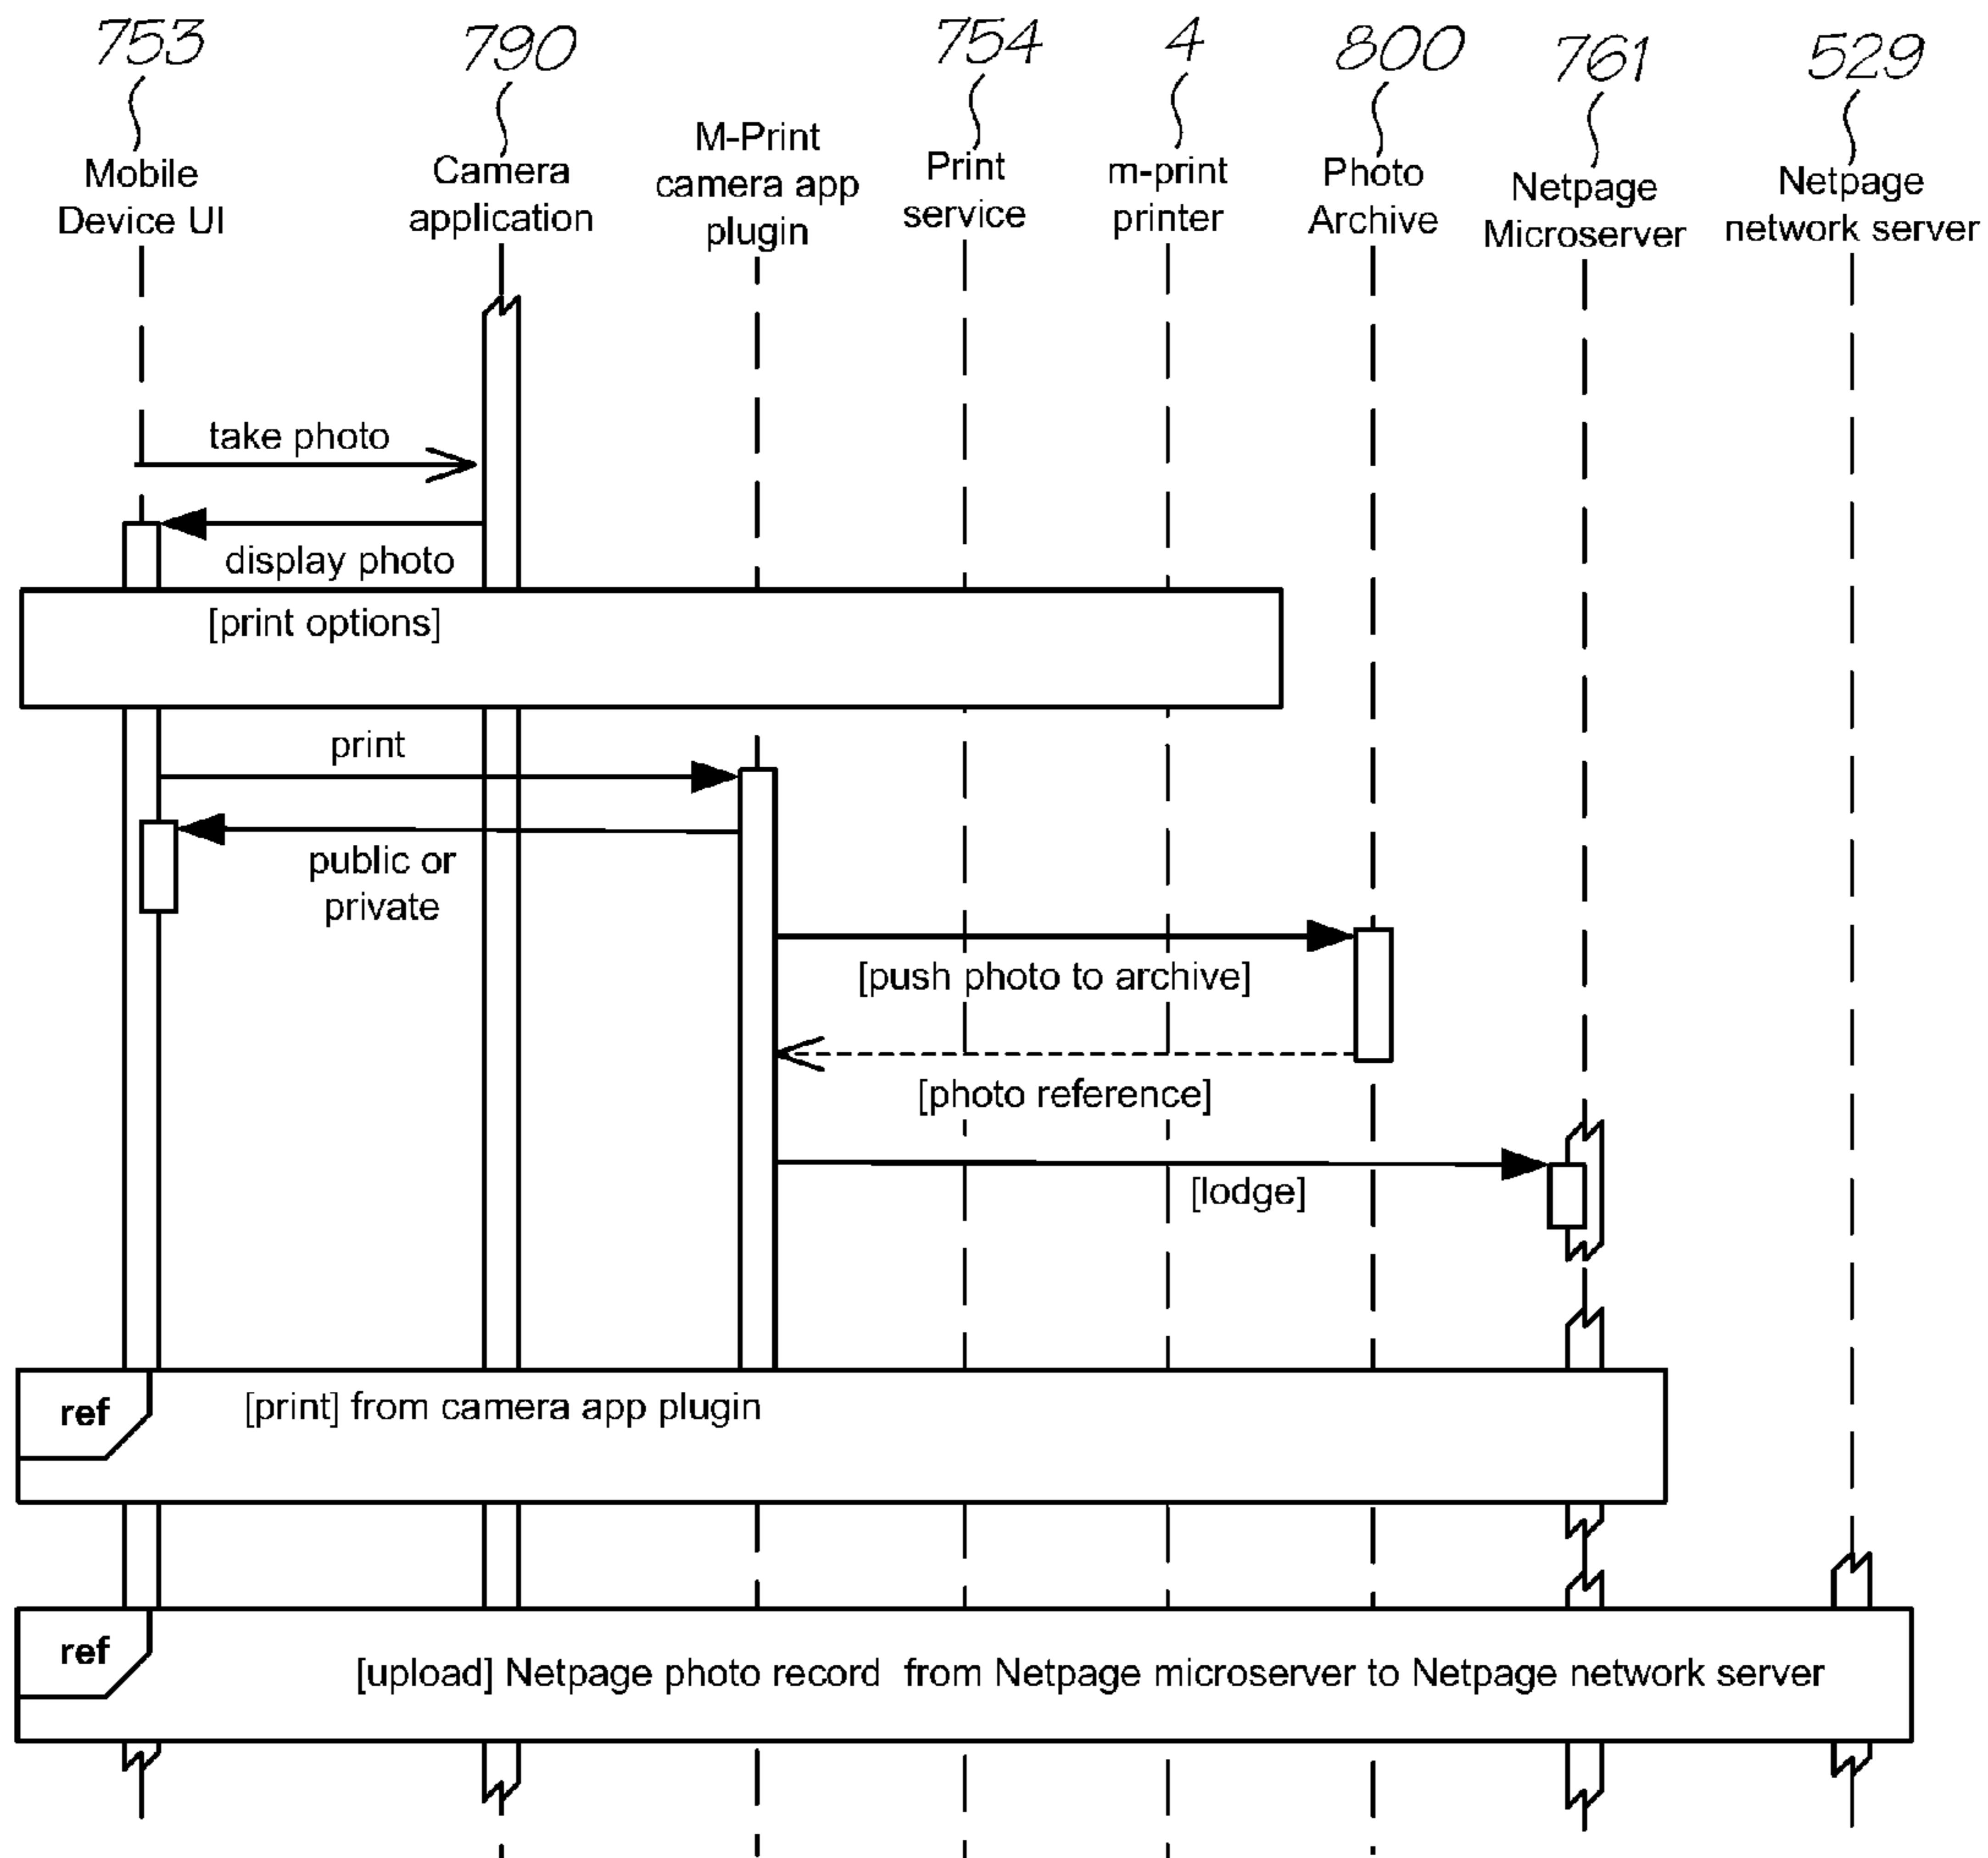 753
790
754
4
800
761
529
Mobile
Device UI
Camera
application
M-Print
camera app
plugin
Print
service
m-print
printer
Photo
Archive
Netpage
Microserver
Netpage
network server
take photo
display photo
[print options]
print
public or
private
[push photo to archive]
[photo reference]
[lodge]
ref
[print] from camera app plugin
ref
[upload] Netpage photo record from Netpage microserver to Netpage network server